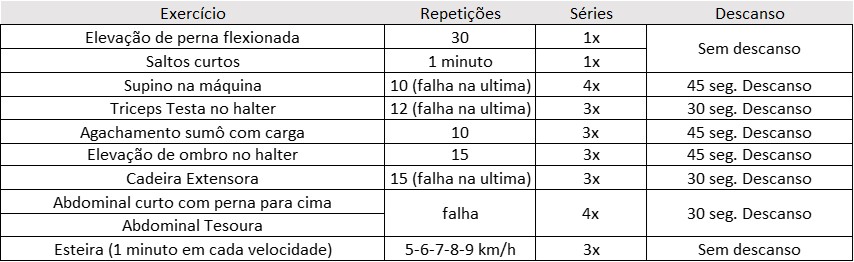 Exercício Repetições Séries Descanso
Elevação de perna flexionada 30 1x Sem descanso
Saltos curtos 1 minuto 1x
Supino na máquina 10 (falha na ultima) 4x 45 seg. Descanso
Triceps Testa no halter 12 (falha na ultima) 3x 30 seg. Descanso
Agachamento sumô com carga 10 3x 45 seg. Descanso
Elevação de ombro no halter 15 3x 45 seg. Descanso
Cadeira Extensora 15 (falha na ultima) 3x 30 seg. Descanso
Abdominal curto com perna para cima falha 4x 30 seg. Descanso
Abdominal Tesoura
Esteira (1 minuto em cada velocidade) 5-6-7-8-9 km/h 3x Sem descanso